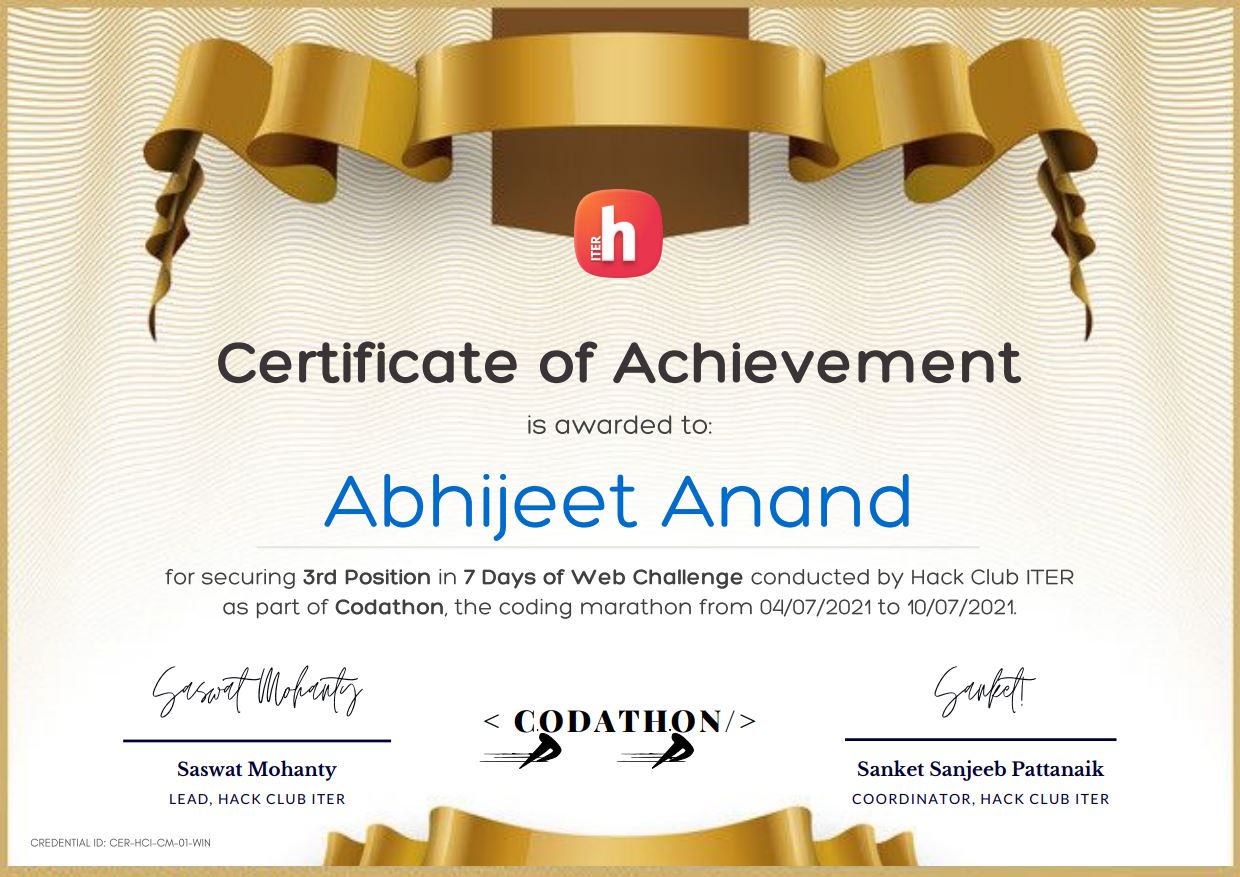 ITER
h
Certificate of Achievement
is awarded to:
Abhijeet Anand
for securing 3rd Position in 7 Days of Web Challenge conducted by Hack Club ITER
as part of Codathon, the coding marathon from 04/07/2021 to 10/07/2021.
Saswat Mohanty
Sanket!
< CODATHON/>
Saswat Mohanty
Sanket Sanjeeb Pattanaik
LEAD, HACK CLUB ITER
COORDINATOR, HACK CLUB ITER
CREDENTIAL ID: CER-HCI-CM-01-WIN